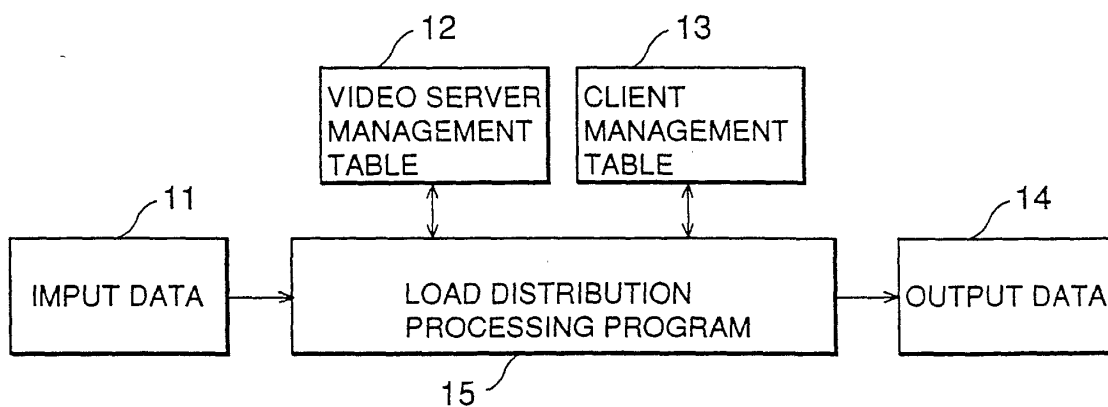 12
13
VIDEO SERVER
MANAGEMENT
TABLE
CLIENT
MANAGEMENT
TABLE
11
14
IMPUT DATA
LOAD DISTRIBUTION
PROCESSING PROGRAM
OUTPUT DATA
15